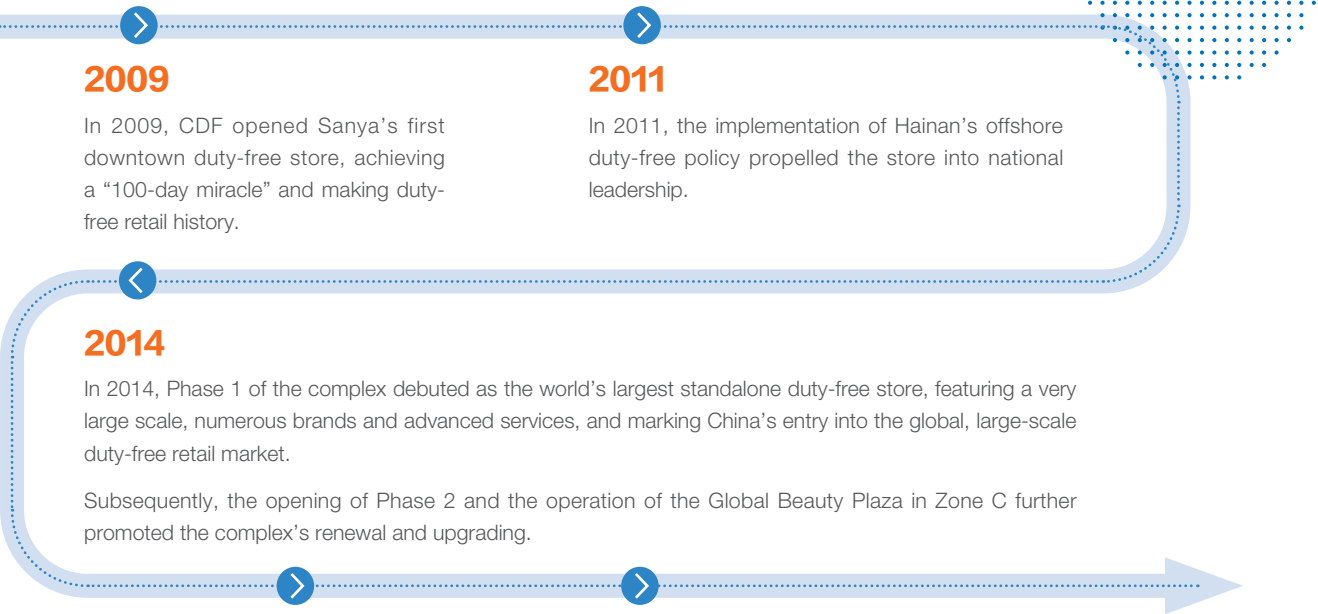 2009
In 2009, CDF opened Sanya’s first
downtown duty-free store, achieving
a “100-day miracle” and making duty-
free retail history.
2011
In 2011, the implementation of Hainan’s offshore
duty-free policy propelled the store into national
leadership.
2014
In 2014, Phase 1 of the complex debuted as the world’s largest standalone duty-free store, featuring a very
large scale, numerous brands and advanced services, and marking China’s entry into the global, large-scale
duty-free retail market.
Subsequently, the opening of Phase 2 and the operation of the Global Beauty Plaza in Zone C further
promoted the complex’s renewal and upgrading.